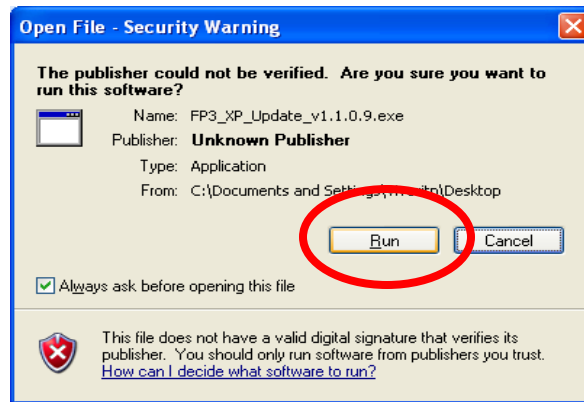 Open File - Security Warning
The publisher could not be verified. Are you sure you want to
run this software?
Name: FP3_XP_Update_v1.1.0.9.exe
Publisher: Unknown Publisher
Type: Application
From: C:\Documents and Settings\ \Desktop
Run
Cancel
Always ask before opening this file
This file does not have a valid digital signature that verifies its
publisher. You should only run software from publishers you trust.
How can I decide what software to run?